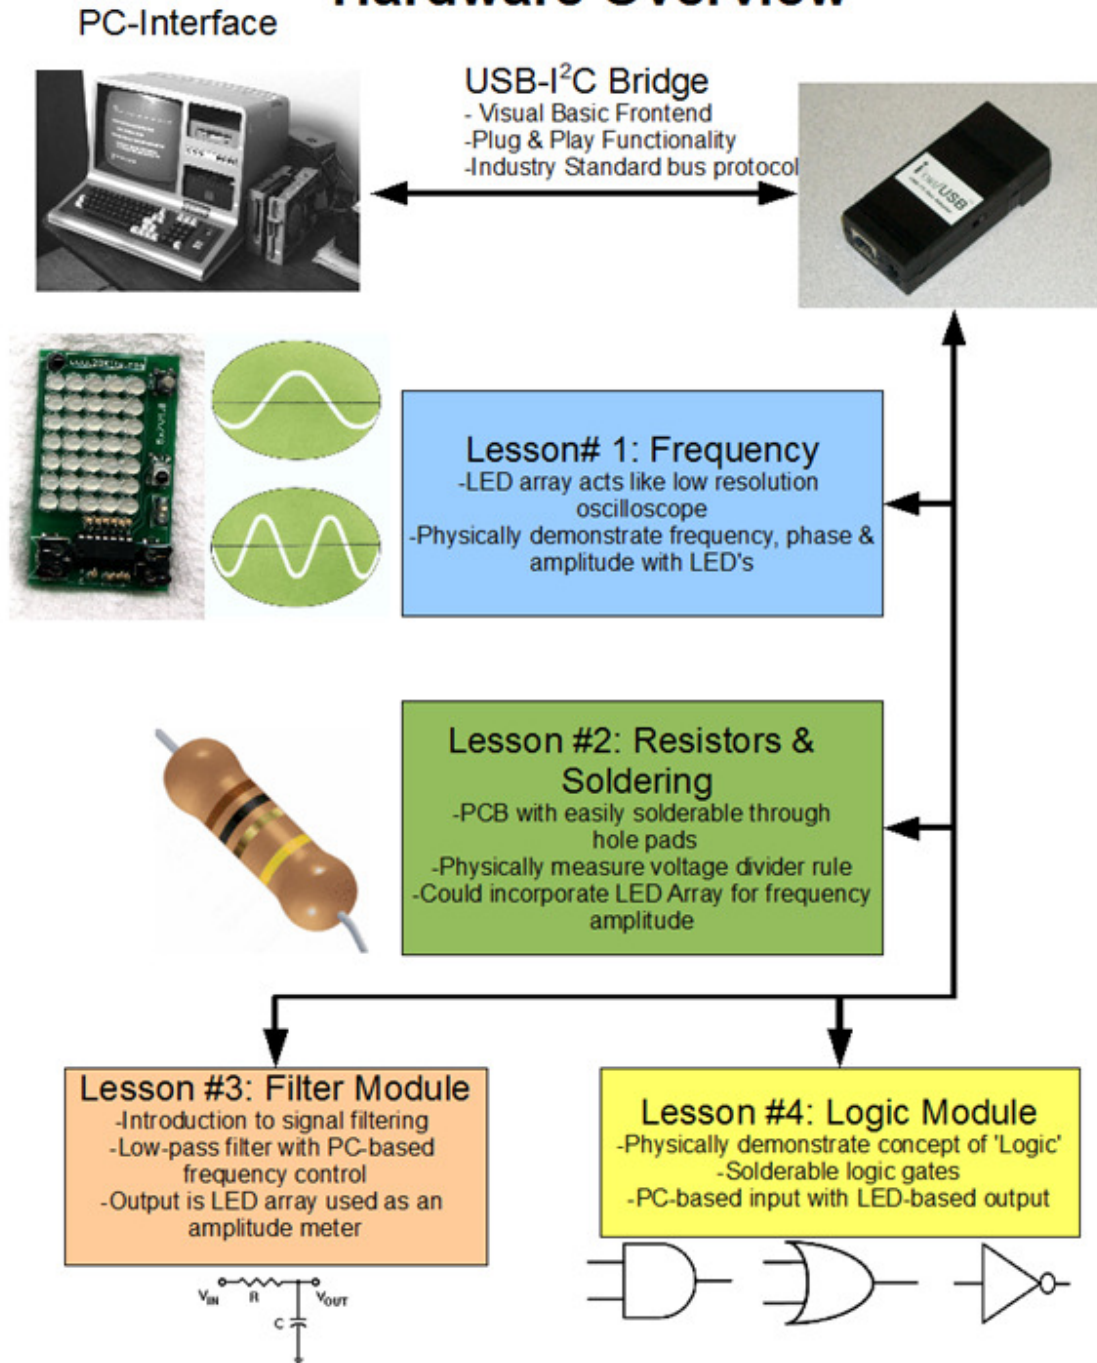 Hardware Overview
PC-Interface
USB-I²C Bridge
- Visual Basic Frontend
-Plug & Play Functionality
-Industry Standard bus protocol
USB
Lesson# 1: Frequency
-LED array acts like low resolution
oscilloscope
-Physically demonstrate frequency, phase &
amplitude with LED's
Lesson #2: Resistors &
Soldering
-PCB with easily solderable through
hole pads
-Physically measure voltage divider rule
-Could incorporate LED Array for frequency
amplitude
Lesson #3: Filter Module
-Introduction to signal filtering
-Low-pass filter with PC-based
frequency control
-Output is LED array used as an
amplitude meter
Lesson #4: Logic Module
-Physically demonstrate concept of 'Logic'
-Solderable logic gates
-PC-based input with LED-based output
VIN R VOUT
C